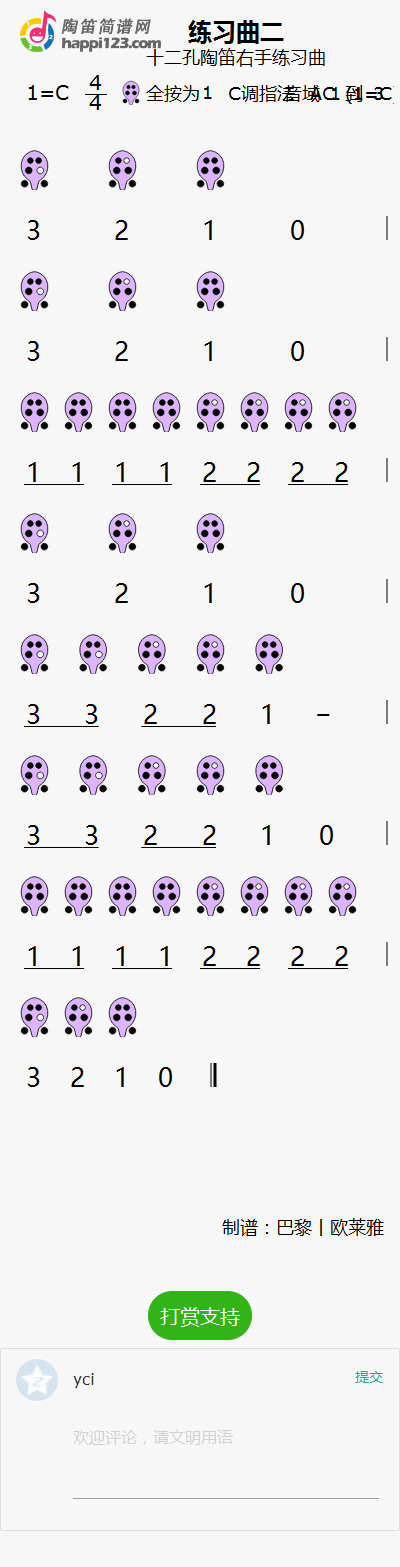 陶笛简谱网
happi123.com
练习曲二
十二孔陶笛右手练习曲
1=C 4/4 全按为1 C调指法
3 2 1 0 |
3 2 1 0 |
1 1 1 1 2 2 2 2 |
3 2 1 0 |
3 3 2 2 1 – |
3 3 2 2 1 0 |
1 1 1 1 2 2 2 2 |
3 2 1 0 ‖
制谱：巴黎丨欧莱雅
打赏支持
yci 提交
欢迎评论，请文明用语